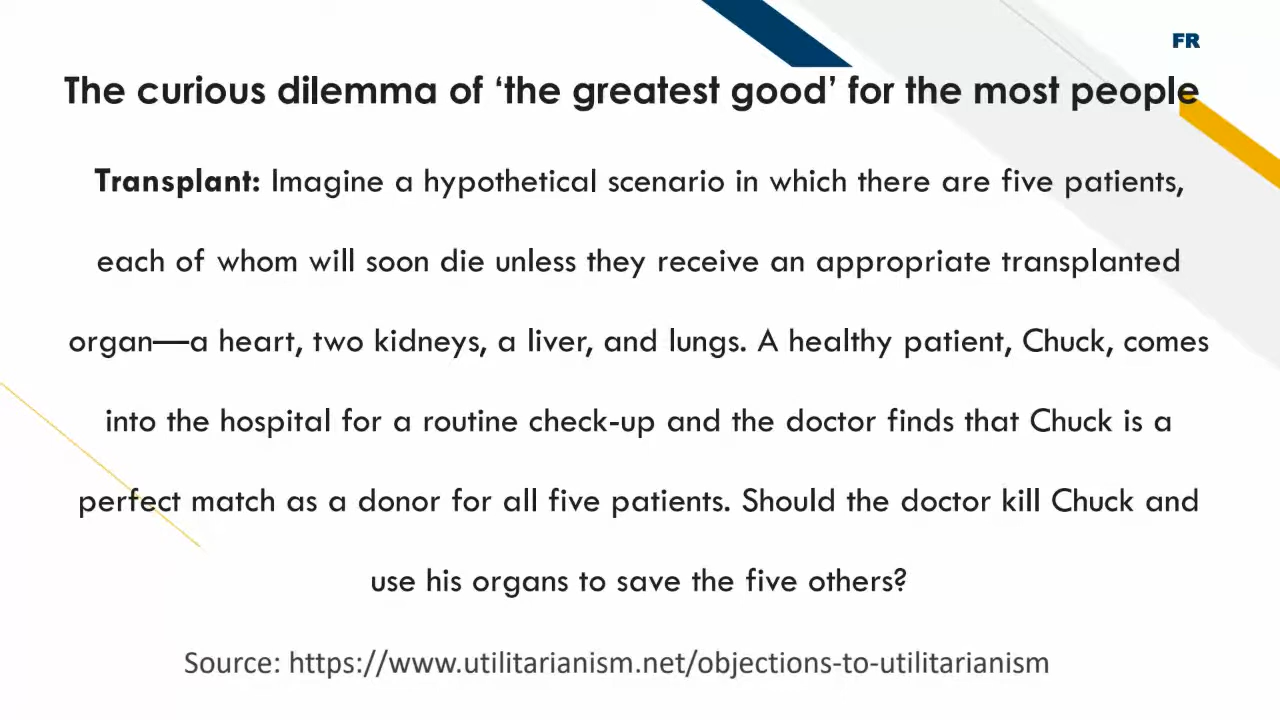 FR
The curious dilemma of ‘the greatest good’ for the most people
Transplant: Imagine a hypothetical scenario in which there are five patients,
each of whom will soon die unless they receive an appropriate transplanted
organ—a heart, two kidneys, a liver, and lungs. A healthy patient, Chuck, comes
into the hospital for a routine check-up and the doctor finds that Chuck is a
perfect match as a donor for all five patients. Should the doctor kill Chuck and
use his organs to save the five others?
Source: https://www.utilitarianism.net/objections-to-utilitarianism